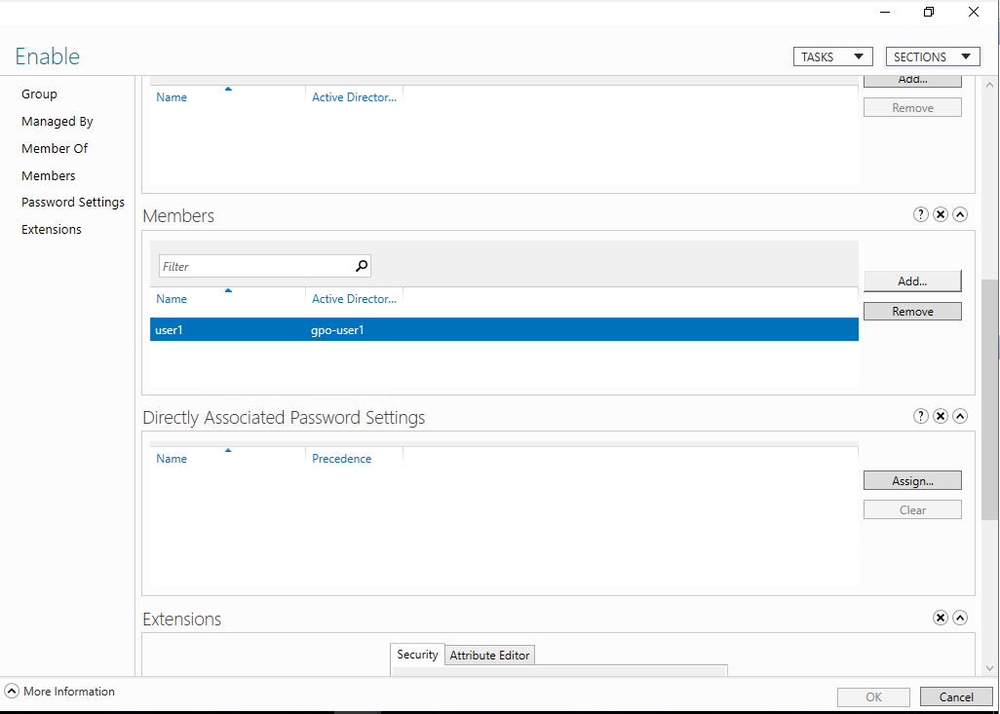 Enable
TASKS
SECTIONS
Group
Managed By
Member Of
Members
Password Settings
Extensions
Add...
Name Active Director...
Remove
Members
?
Filter
Add...
Name Active Director...
Remove
user1 gpo-user1
Directly Associated Password Settings
?
Name Precedence
Assign...
Clear
Extensions
Security Attribute Editor
More Information
OK Cancel